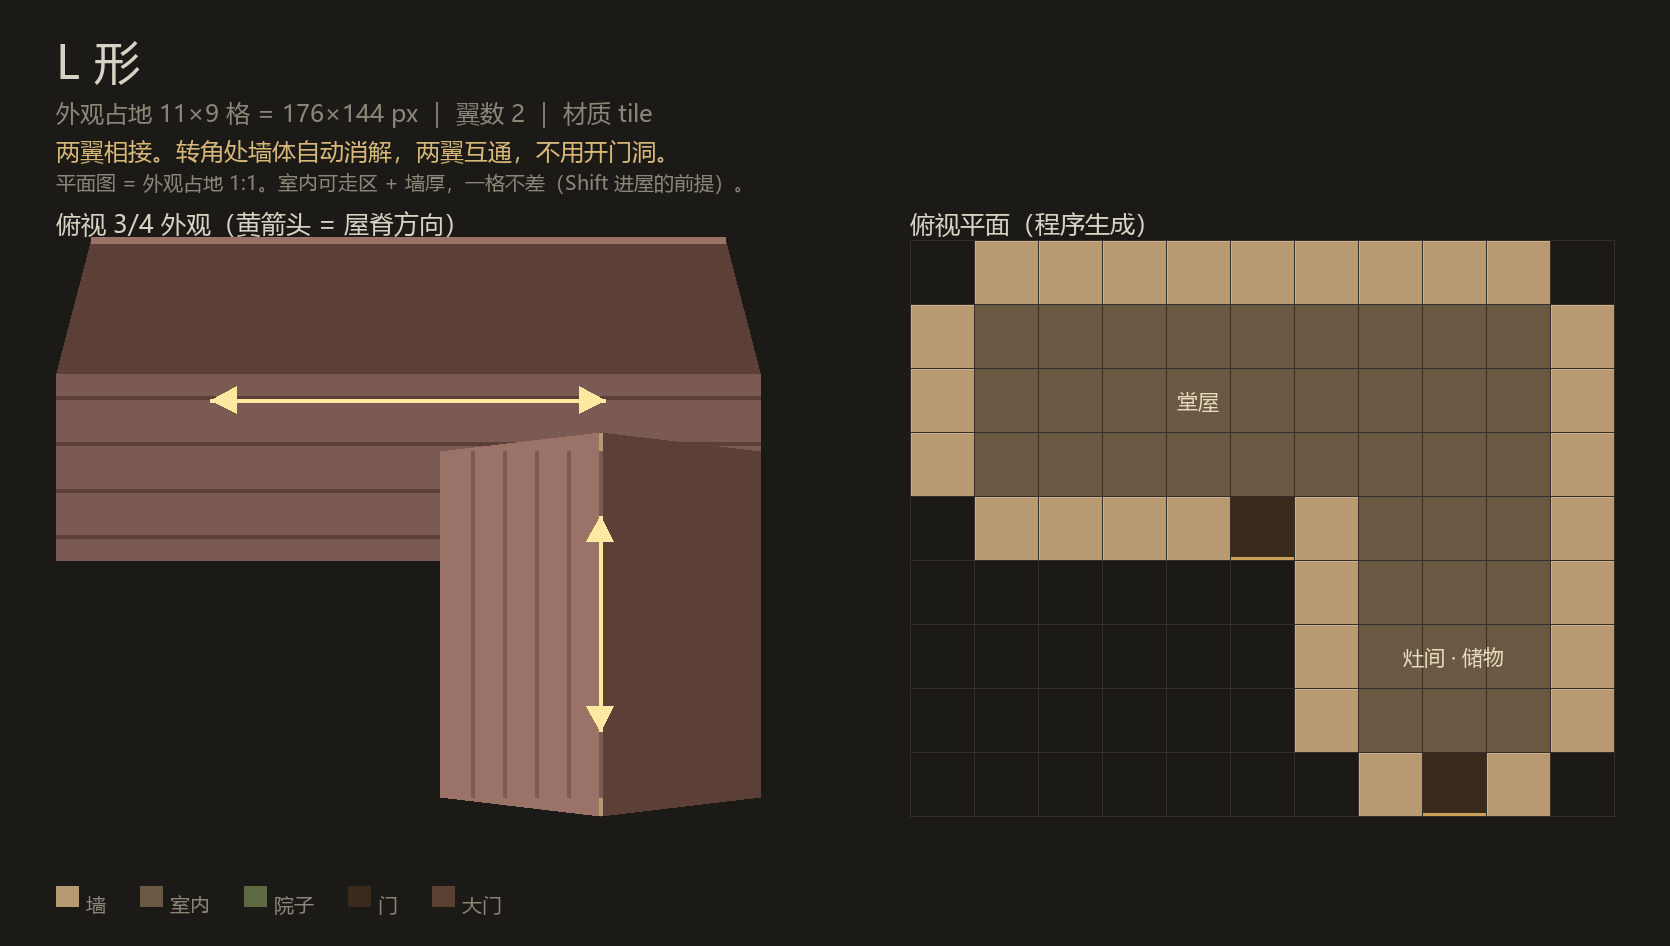 L 形
外观占地 11×9 格 = 176×144 px | 翼数 2 | 材质 tile
两翼相接。转角处墙体自动消解，两翼互通，不用开门洞。
平面图 = 外观占地 1:1。室内可走区 + 墙厚，一格不差（Shift 进屋的前提）。
俯视 3/4 外观（黄箭头 = 屋脊方向）
俯视平面（程序生成）
堂屋
灶间 · 储物
墙
室内
院子
门
大门